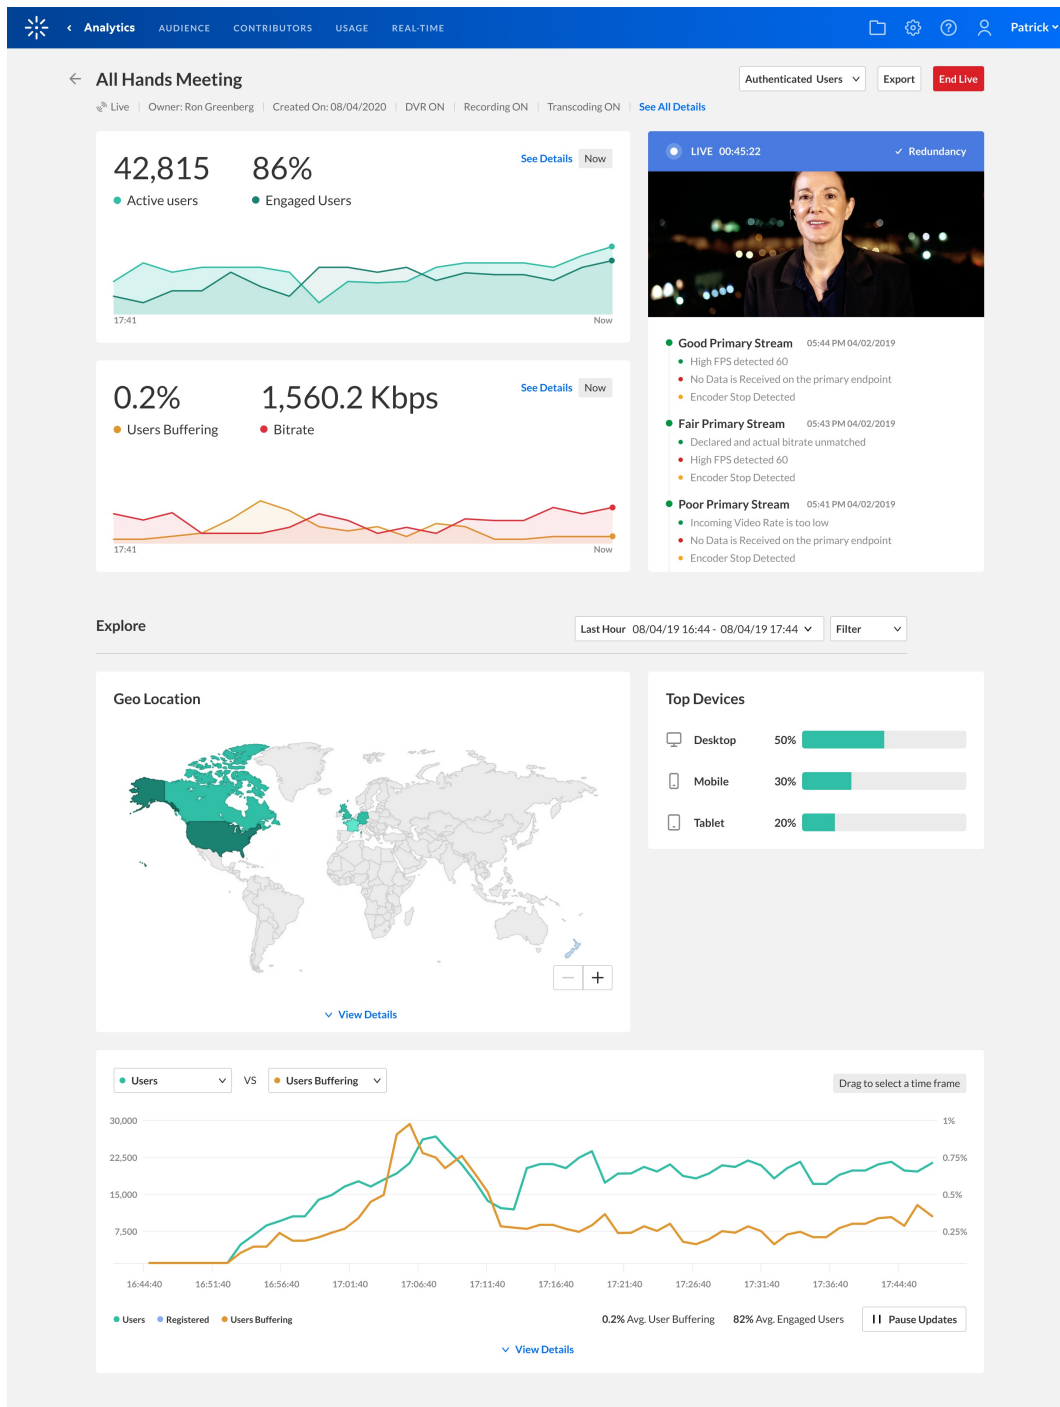 Analytics AUDIENCE CONTRIBUTORS USAGE REAL-TIME Patrick
All Hands Meeting
Authenticated Users Export End Live
Live Owner: Ron Greenberg Created On: 08/04/2020 DVR ON Recording ON Transcoding ON See All Details
42,815 86%
Active users Engaged Users
See Details Now
17:41 Now
LIVE 00:45:22 Redundancy
0.2% 1,560.2 Kbps
Users Buffering Bitrate
See Details Now
17:41 Now
Good Primary Stream 05:44 PM 04/02/2019
High FPS detected 60
No Data is Received on the primary endpoint
Encoder Stop Detected
Fair Primary Stream 05:43 PM 04/02/2019
Declared and actual bitrate unmatched
High FPS detected 60
Encoder Stop Detected
Poor Primary Stream 05:41 PM 04/02/2019
Incoming Video Rate is too low
No Data is Received on the primary endpoint
Encoder Stop Detected
Explore
Last Hour 08/04/19 16:44 - 08/04/19 17:44 Filter
Geo Location
View Details
Top Devices
Desktop 50%
Mobile 30%
Tablet 20%
Users VS Users Buffering
Drag to select a time frame
30,000 1%
22,500 0.75%
15,000 0.5%
7,500 0.25%
16:44:40 16:51:40 16:56:40 17:01:40 17:06:40 17:11:40 17:16:40 17:21:40 17:26:40 17:31:40 17:36:40 17:44:40
Users Registered Users Buffering
0.2% Avg. User Buffering 82% Avg. Engaged Users Pause Updates
View Details